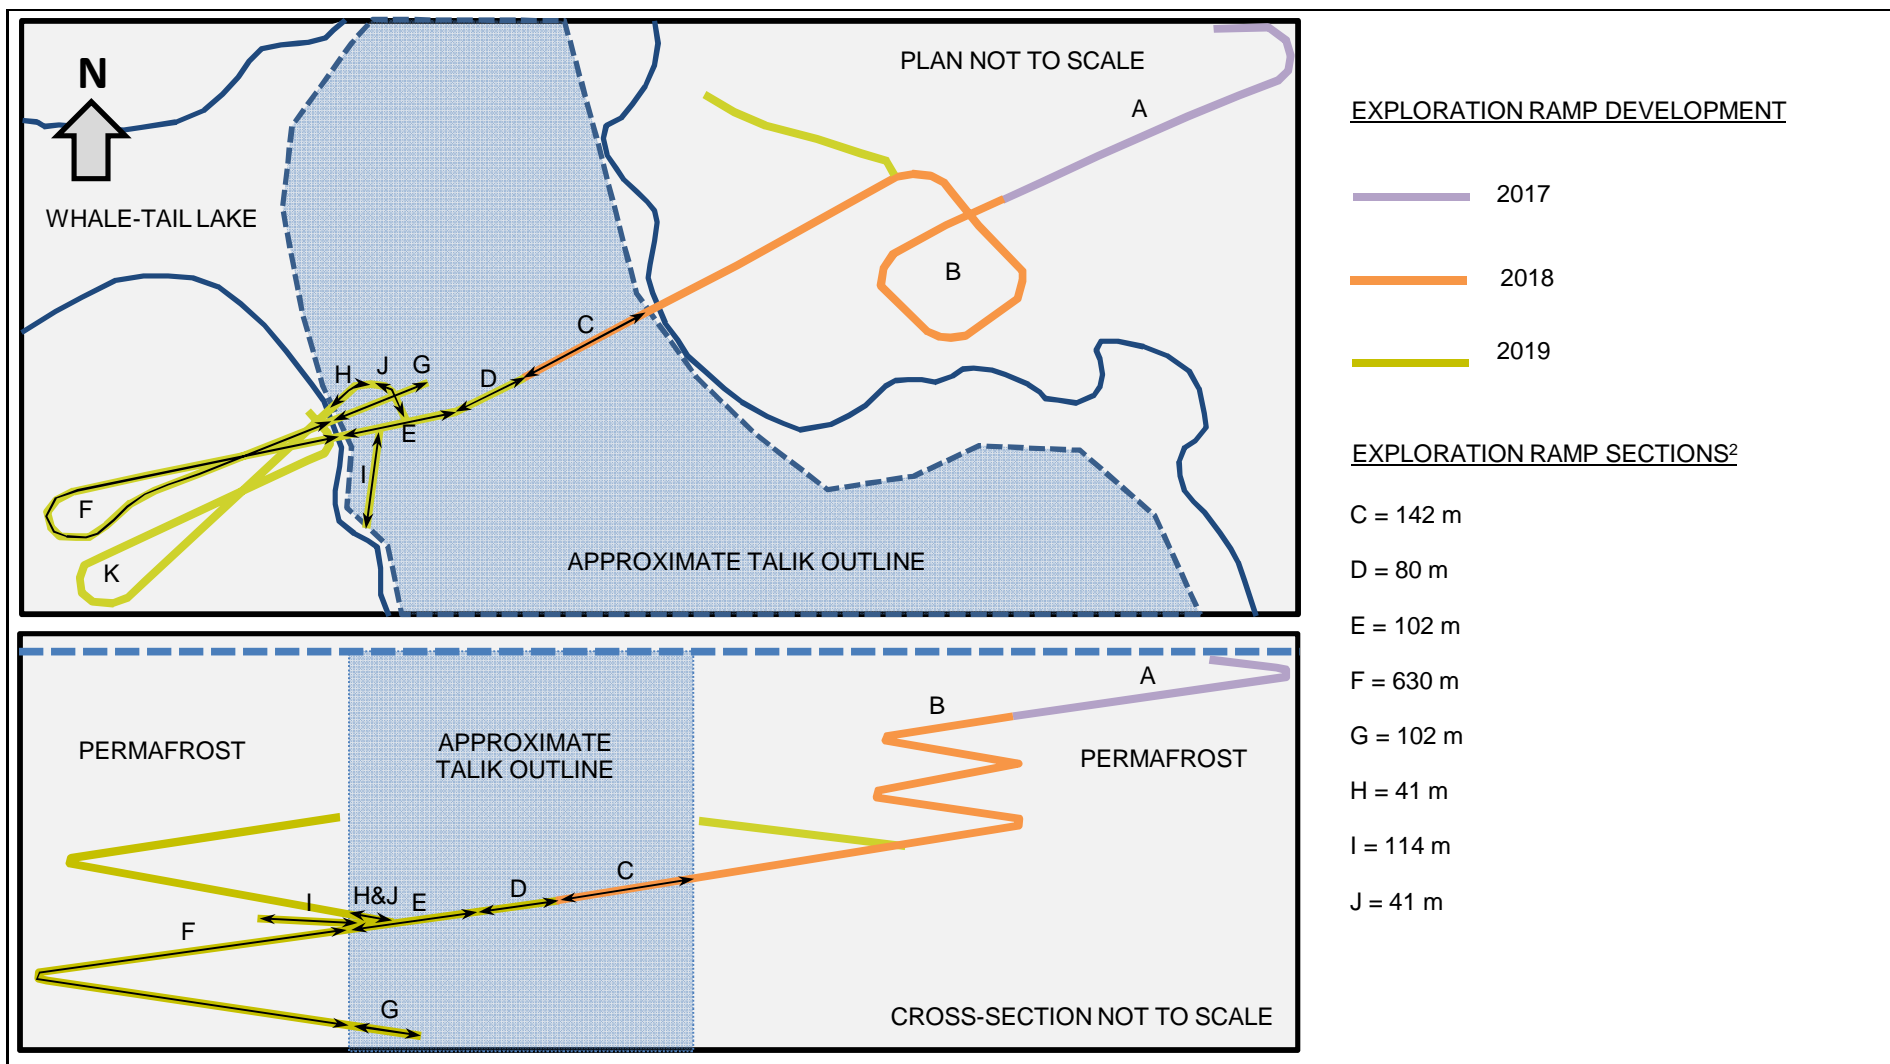 PLAN NOT TO SCALE
N
A
WHALE-TAIL LAKE
B
C
H J G
D
E
I
F
K
APPROXIMATE TALIK OUTLINE
A
B
PERMAFROST
APPROXIMATE
TALIK OUTLINE
PERMAFROST
C
D
H&J
E
I
F
G
CROSS-SECTION NOT TO SCALE
EXPLORATION RAMP DEVELOPMENT
2017
2018
2019
EXPLORATION RAMP SECTIONS²
C = 142 m
D = 80 m
E = 102 m
F = 630 m
G = 102 m
H = 41 m
I = 114 m
J = 41 m